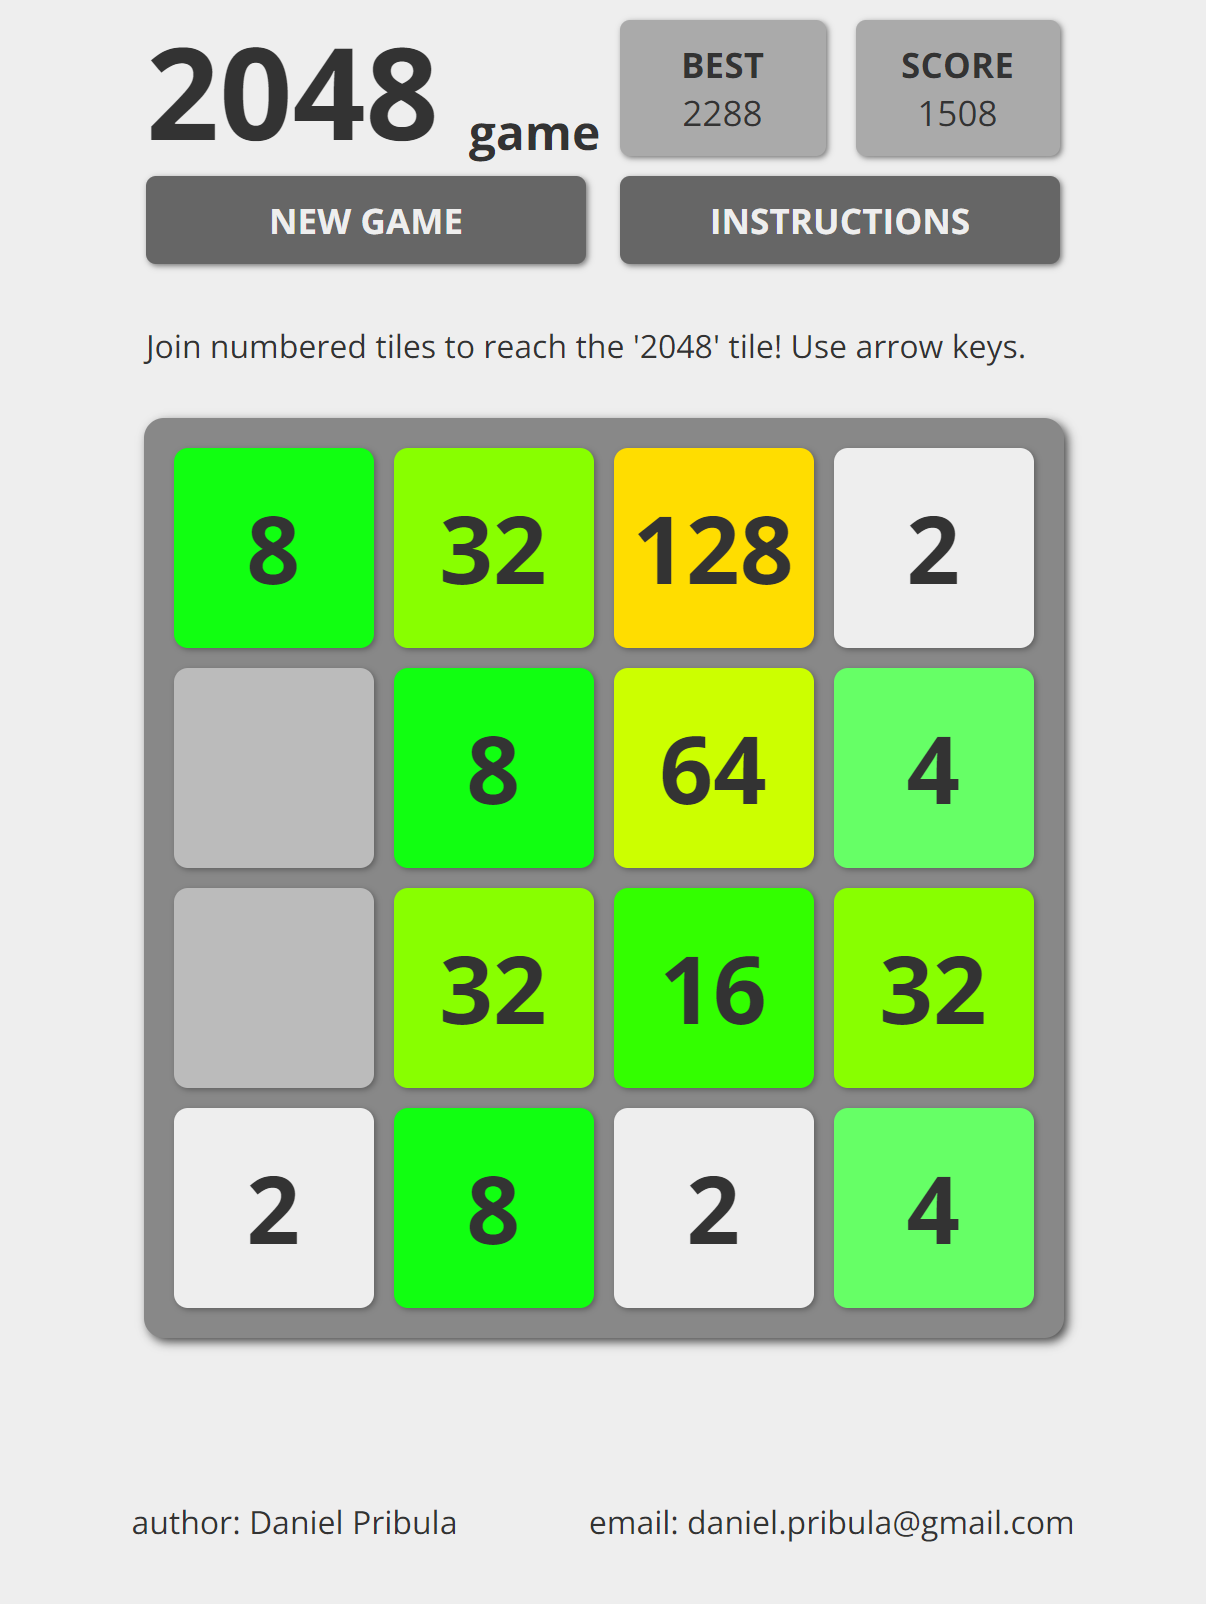 2048 game
BEST
2288
SCORE
1508
NEW GAME
INSTRUCTIONS
Join numbered tiles to reach the '2048' tile! Use arrow keys.
8 32 128 2
8 64 4
32 16 32
2 8 2 4
author: Daniel Pribula
email: daniel.pribula@gmail.com